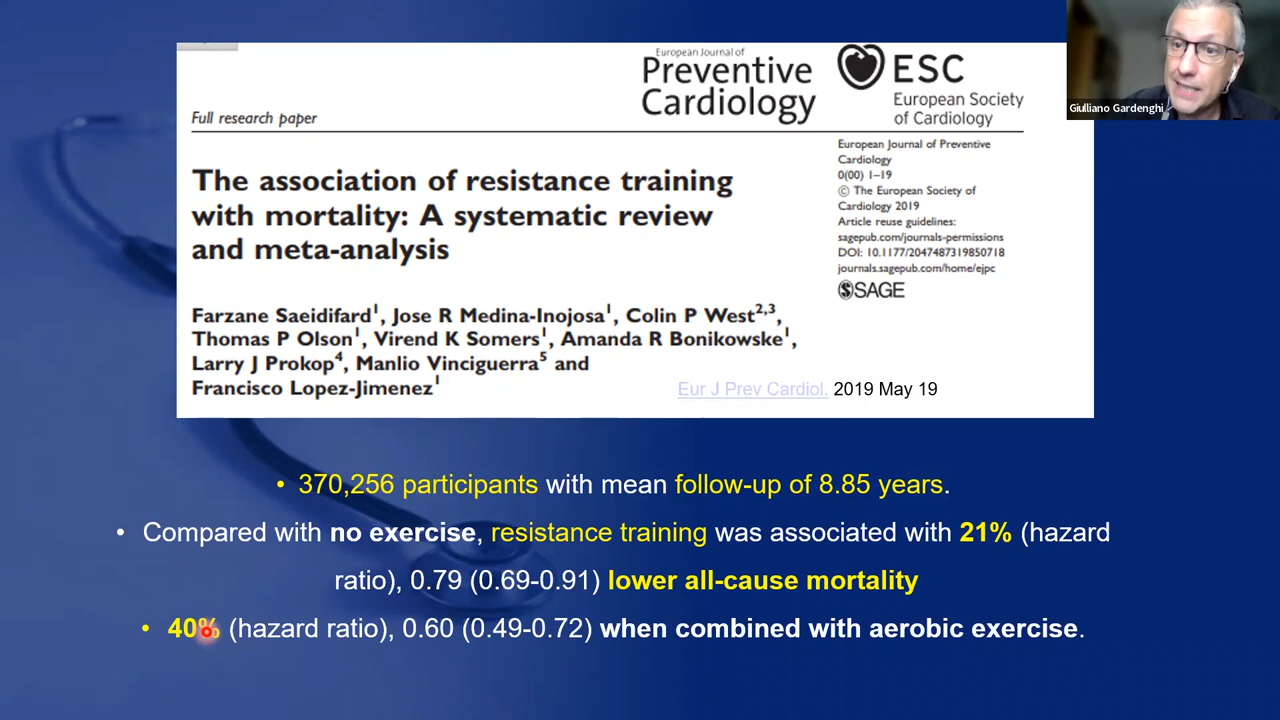 European Journal of
Preventive
Cardiology
ESC
European Society
of Cardiology
Full research paper
The association of resistance training
with mortality: A systematic review
and meta-analysis
European Journal of Preventive
Cardiology
0(00) 1–19
© The European Society of
Cardiology 2019
Article reuse guidelines:
sagepub.com/journals-permissions
DOI: 10.1177/2047487319850718
journals.sagepub.com/home/ejpc
SAGE
Farzane Saeidifard1, Jose R Medina-Inojosa1, Colin P West2,3,
Thomas P Olson1, Virend K Somers1, Amanda R Bonikowske1,
Larry J Prokop4, Manlio Vinciguerra5 and
Francisco Lopez-Jimenez1
Eur J Prev Cardiol. 2019 May 19
Giulliano Gardenghi
• 370,256 participants with mean follow-up of 8.85 years.
• Compared with no exercise, resistance training was associated with 21% (hazard
ratio), 0.79 (0.69-0.91) lower all-cause mortality
• 40% (hazard ratio), 0.60 (0.49-0.72) when combined with aerobic exercise.